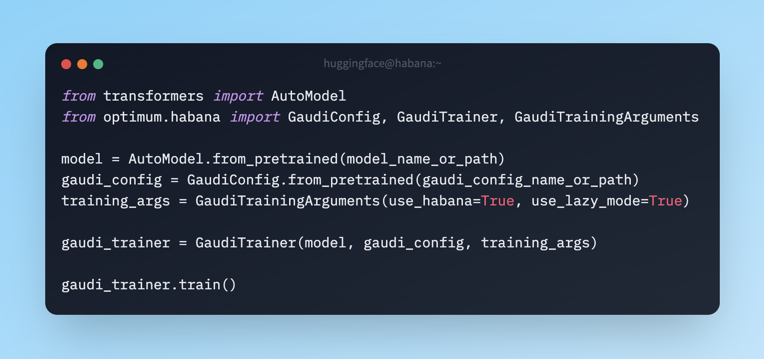 huggingface@habana:~
from transformers import AutoModel
from optimum.habana import GaudiConfig, GaudiTrainer, GaudiTrainingArguments
model = AutoModel.from_pretrained(model_name_or_path)
gaudi_config = GaudiConfig.from_pretrained(gaudi_config_name_or_path)
training_args = GaudiTrainingArguments(use_habana=True, use_lazy_mode=True)
gaudi_trainer = GaudiTrainer(model, gaudi_config, training_args)
gaudi_trainer.train()